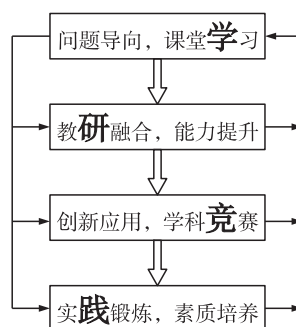 问题导向，课堂学习
教研融合，能力提升
创新应用，学科竞赛
实践锻炼，素质培养